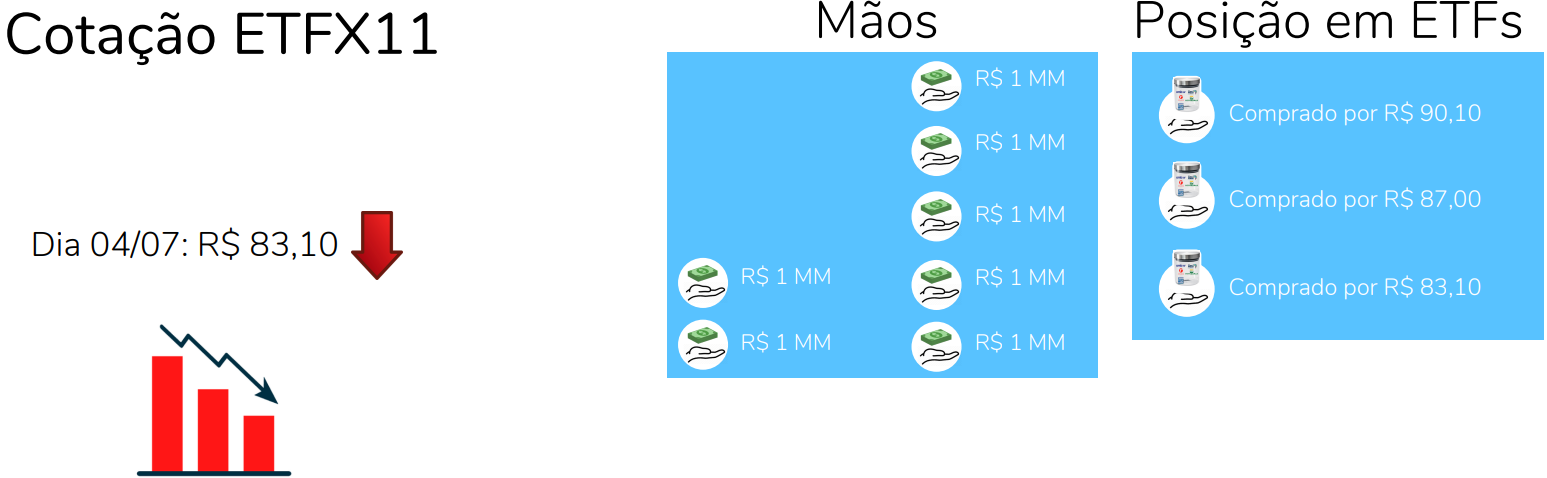 Cotação ETFX11
Dia 04/07: R$ 83,10
Mãos
R$ 1 MM
R$ 1 MM
R$ 1 MM
R$ 1 MM
R$ 1 MM
R$ 1 MM
R$ 1 MM
Posição em ETFs
Comprado por R$ 90,10
Comprado por R$ 87,00
Comprado por R$ 83,10